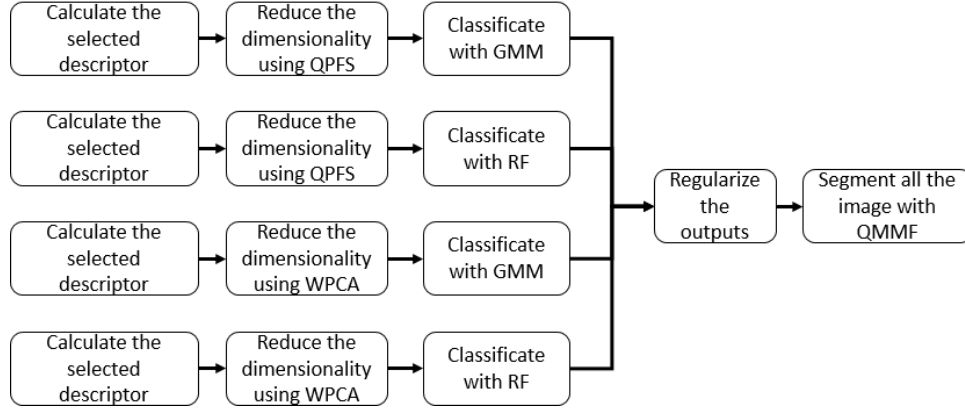 Calculate the
selected
descriptor
Reduce the
dimensionality
using QPFS
Classificate
with GMM
Calculate the
selected
descriptor
Reduce the
dimensionality
using QPFS
Classificate
with RF
Calculate the
selected
descriptor
Reduce the
dimensionality
using WPCA
Classificate
with GMM
Calculate the
selected
descriptor
Reduce the
dimensionality
using WPCA
Classificate
with RF
Regularize
the
outputs
Segment all the
image with
QMMF